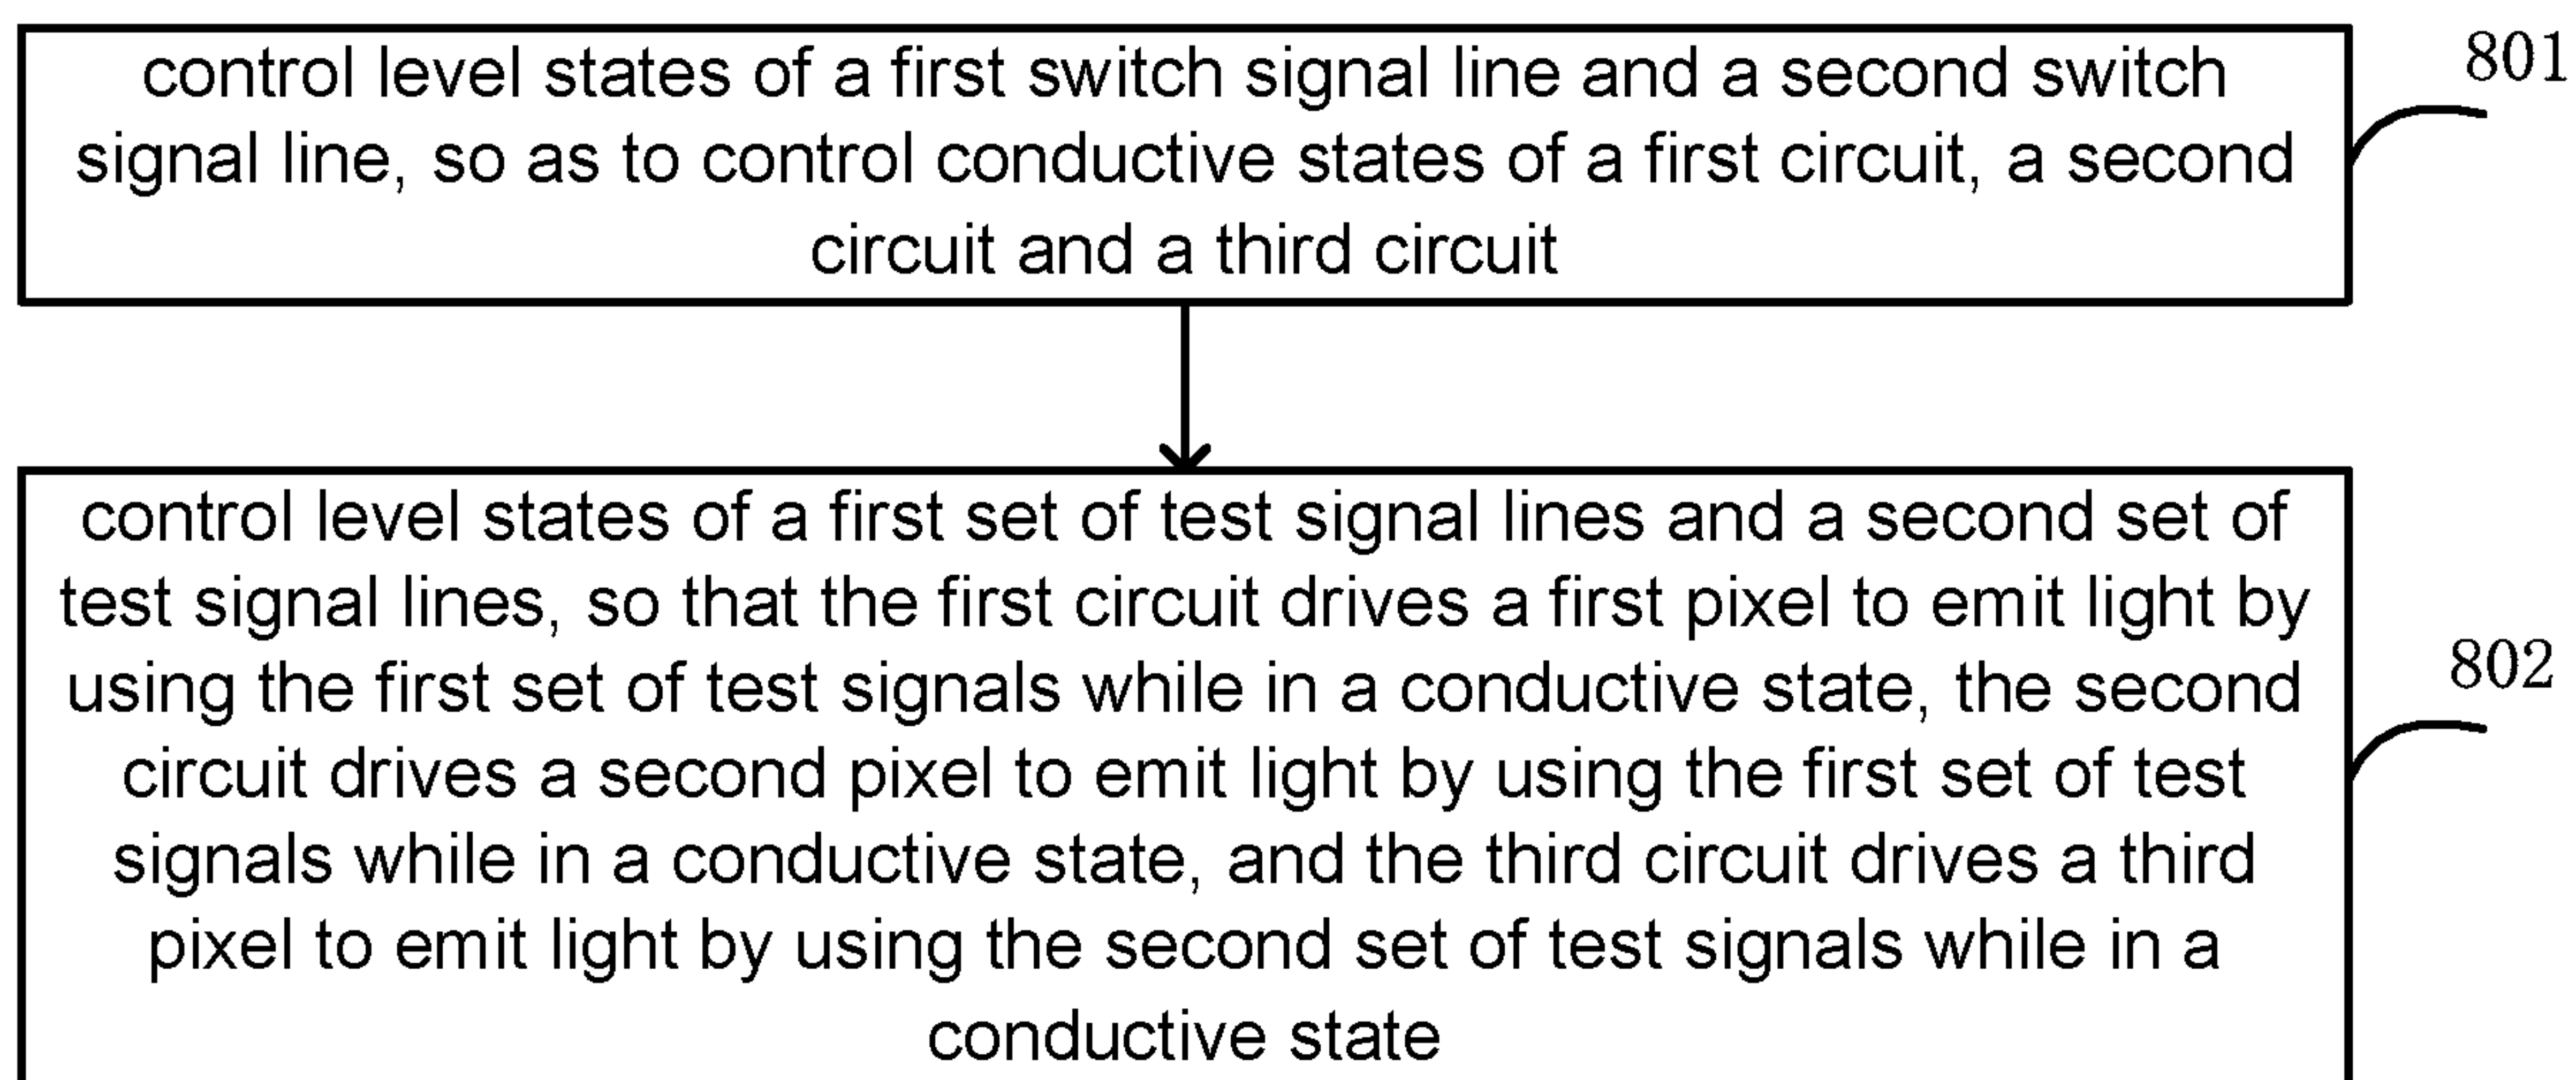 control level states of a first switch signal line and a second switch
signal line, so as to control conductive states of a first circuit, a second
circuit and a third circuit
801
control level states of a first set of test signal lines and a second set of
test signal lines, so that the first circuit drives a first pixel to emit light by
using the first set of test signals while in a conductive state, the second
circuit drives a second pixel to emit light by using the first set of test
signals while in a conductive state, and the third circuit drives a third
pixel to emit light by using the second set of test signals while in a
conductive state
802